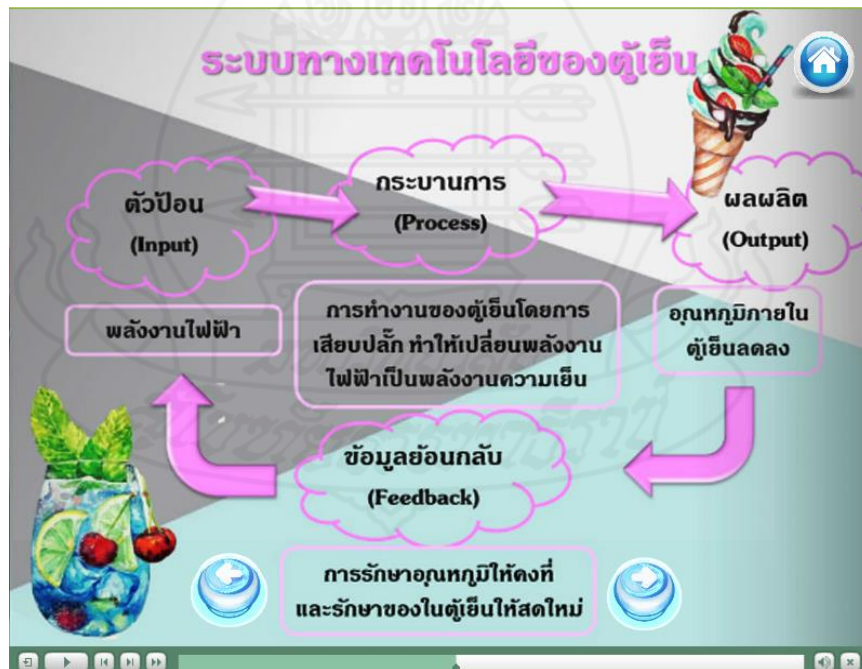 ระบบทางเทคโนโลยีของตู้เย็น
ตัวป้อน
(Input)
กระบานการ
(Process)
ผลผลิต
(Output)
พลังงานไฟฟ้า
การทำงานของตู้เย็นโดยการ
เสียบปลั๊ก ทำให้เปลี่ยนพลังงาน
ไฟฟ้าเป็นพลังงานความเย็น
อุณหภูมิภายใน
ตู้เย็นลดลง
ข้อมูลย้อนกลับ
(Feedback)
การรักษาอุณหภูมิให้คงที่
และรักษาของในตู้เย็นให้สดใหม่